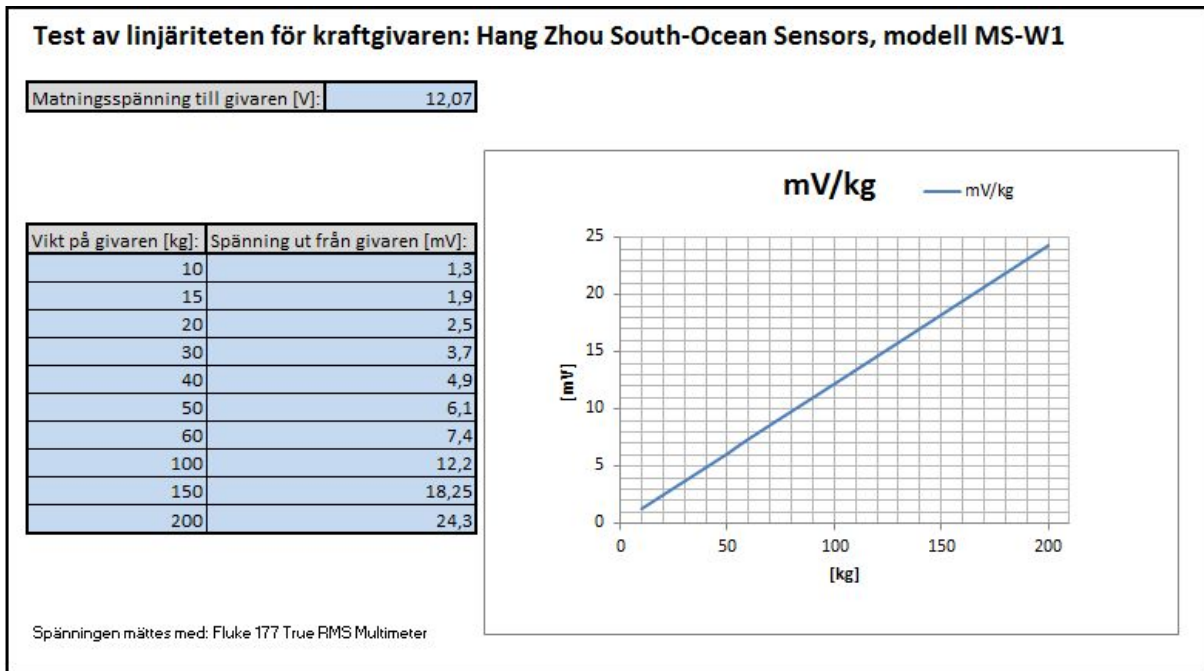 Test av linjäriteten för kraftgivaren: Hang Zhou South-Ocean Sensors, modell MS-W1
Matningsspänning till givaren [V]: 12,07
Vikt på givaren [kg]: Spänning ut från givaren [mV]:
10 1,3
15 1,9
20 2,5
30 3,7
40 4,9
50 6,1
60 7,4
100 12,2
150 18,25
200 24,3
mV/kg
mV/kg
25
20
15
10
5
0
[mV]
0 50 100 150 200
[kg]
Spänningen mättes med: Fluke 177 True RMS Multimeter